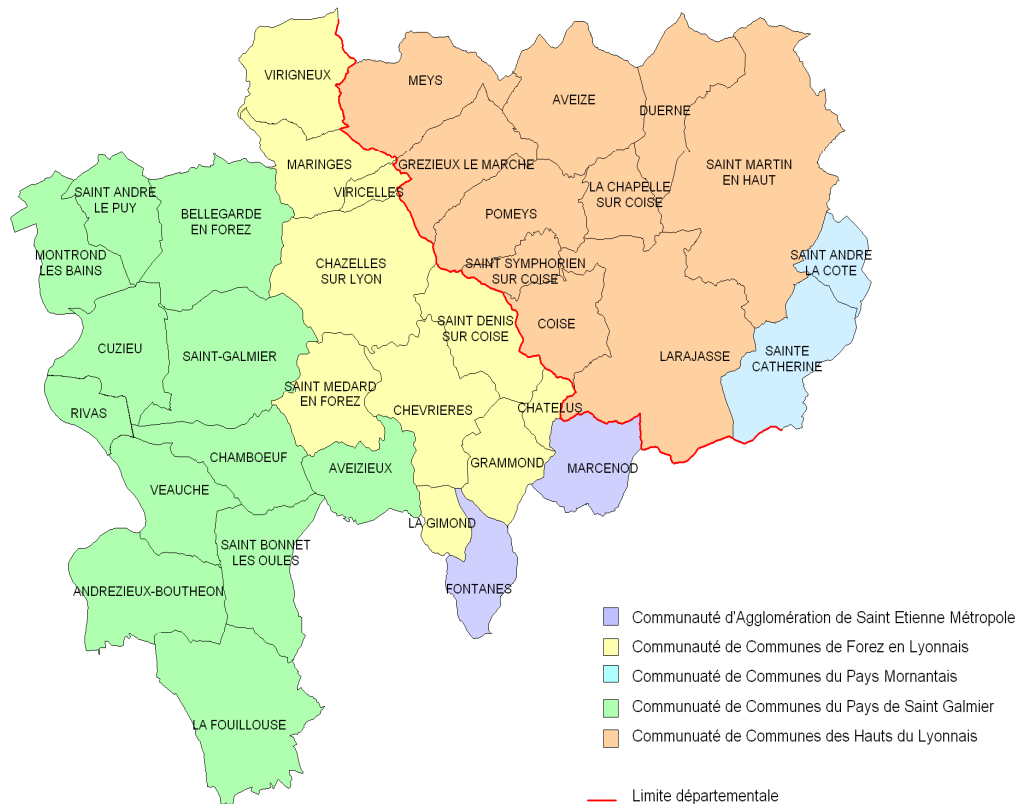 VIRIGNEUX
MEYS
AVEIZE
DUERNE
MARINGES
GREZIEUX LE MARCHE
SAINT MARTIN
EN HAUT
VIRICELLES
LA CHAPELLE
SUR COISE
SAINT ANDRE
LE PUY
BELLEGARDE
EN FOREZ
POMEYS
MONTROND
LES BAINS
CHAZELLES
SUR LYON
SAINT SYMPHORIEN
SUR COISE
SAINT ANDRE
LA COTE
SAINT DENIS
SUR COISE
COISE
CUZIEU
SAINT-GALMIER
LARAJASSE
SAINTE
CATHERINE
SAINT MEDARD
EN FOREZ
RIVAS
CHEVRIERES
CHATELUS
CHAMBOEUF
AVEIZIEUX
GRAMMOND
MARCENOD
VEAUCHE
LA GIMOND
SAINT BONNET
LES OULES
ANDREZIEUX-BOUTHEON
FONTANES
LA FOUILLOUSE
Communauté d'Agglomération de Saint Etienne Métropole
Communauté de Communes de Forez en Lyonnais
Communuaté de Communes du Pays Mornantais
Communuaté de Communes du Pays de Saint Galmier
Communuaté de Communes des Hauts du Lyonnais
Limite départementale